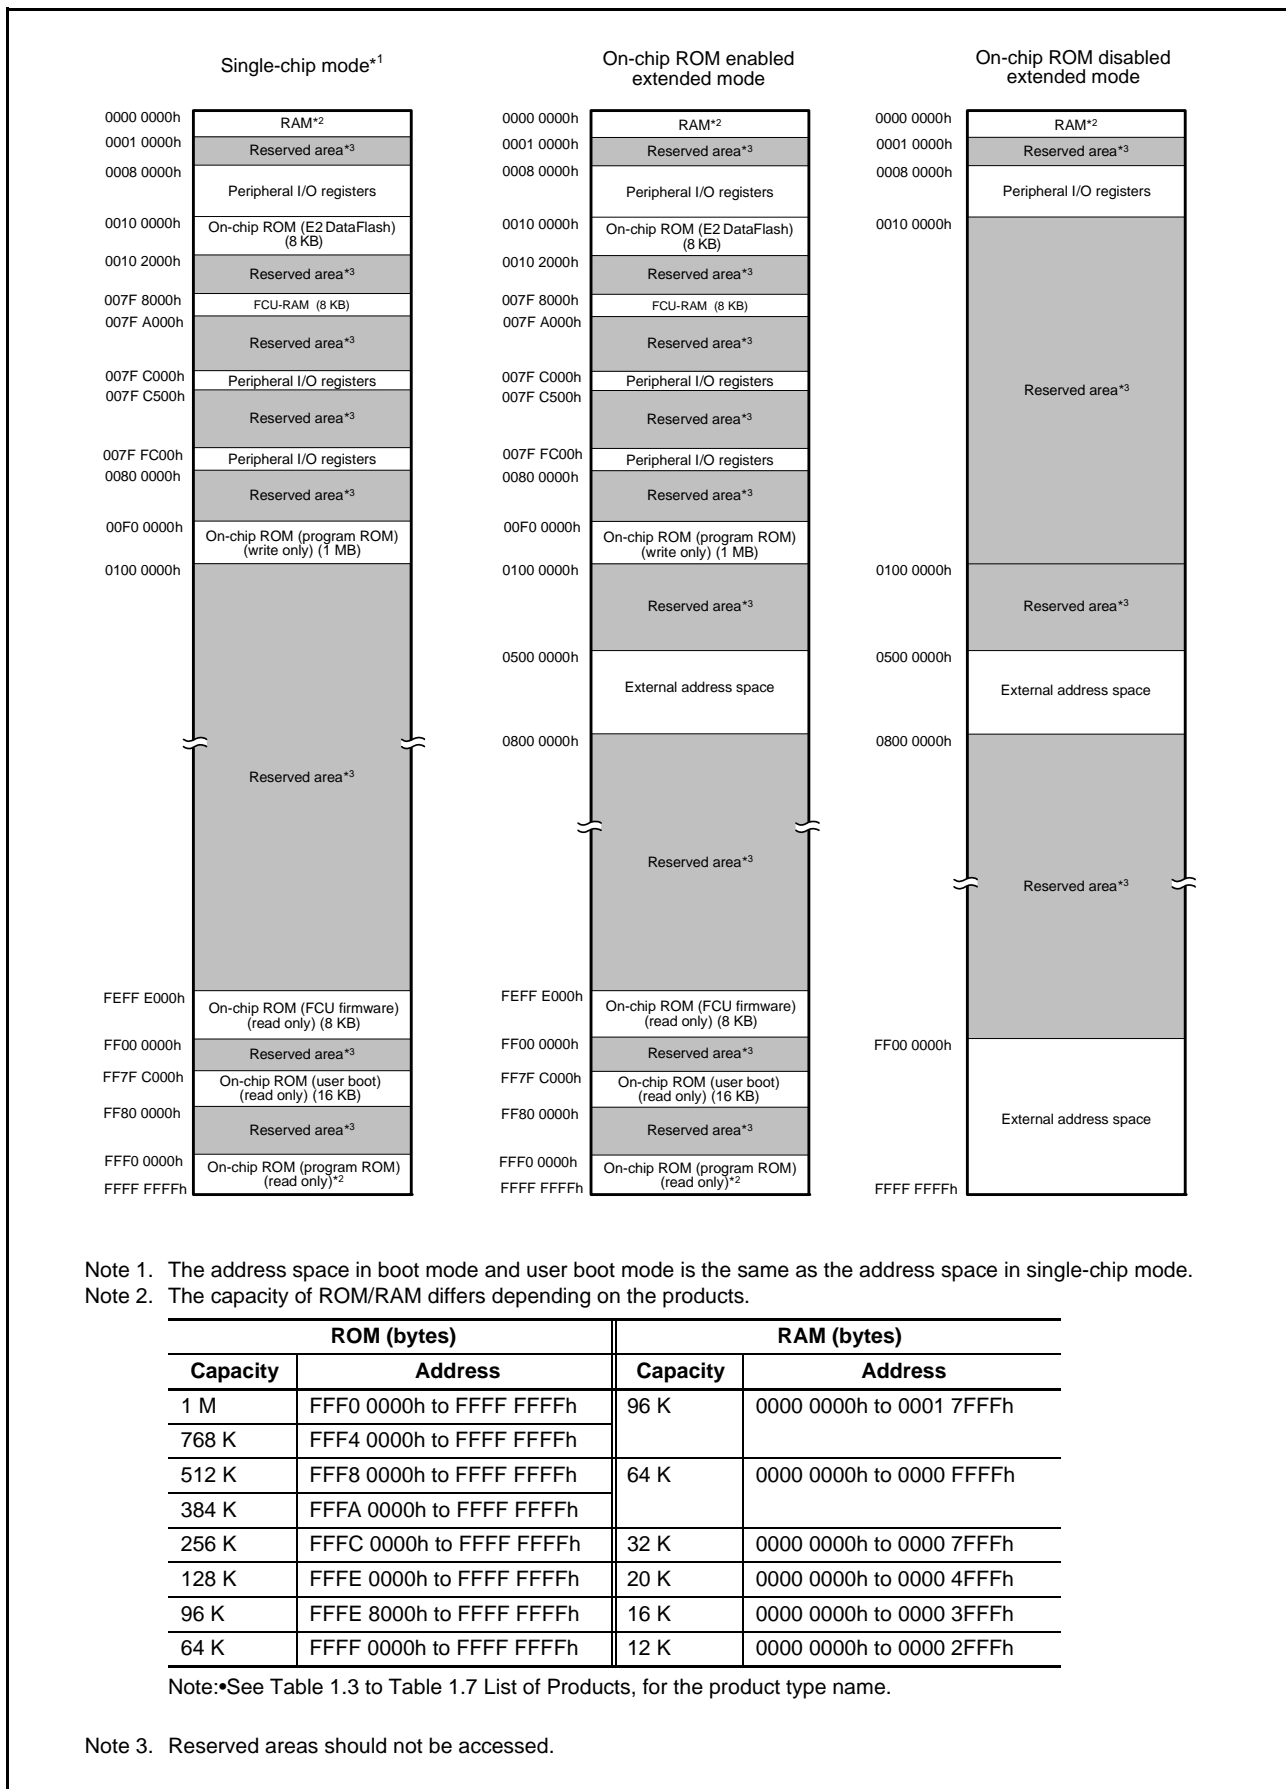 Single-chip mode*1
0000 0000h
RAM*2
0001 0000h
Reserved area*3
0008 0000h
Peripheral I/O registers
0010 0000h
On-chip ROM (E2 DataFlash)
(8 KB)
0010 2000h
Reserved area*3
007F 8000h
FCU-RAM (8 KB)
007F A000h
Reserved area*3
007F C000h
Peripheral I/O registers
007F C500h
Reserved area*3
007F FC00h
Peripheral I/O registers
0080 0000h
Reserved area*3
00F0 0000h
On-chip ROM (program ROM)
(write only) (1 MB)
0100 0000h
Reserved area*3
FEFF E000h
On-chip ROM (FCU firmware)
(read only) (8 KB)
FF00 0000h
Reserved area*3
FF7F C000h
On-chip ROM (user boot)
(read only) (16 KB)
FF80 0000h
Reserved area*3
FFF0 0000h
On-chip ROM (program ROM)
(read only)*2
FFFF FFFFh
On-chip ROM enabled
extended mode
0000 0000h
RAM*2
0001 0000h
Reserved area*3
0008 0000h
Peripheral I/O registers
0010 0000h
On-chip ROM (E2 DataFlash)
(8 KB)
0010 2000h
Reserved area*3
007F 8000h
FCU-RAM (8 KB)
007F A000h
Reserved area*3
007F C000h
Peripheral I/O registers
007F C500h
Reserved area*3
007F FC00h
Peripheral I/O registers
0080 0000h
Reserved area*3
00F0 0000h
On-chip ROM (program ROM)
(write only) (1 MB)
0100 0000h
Reserved area*3
0500 0000h
External address space
0800 0000h
Reserved area*3
FEFF E000h
On-chip ROM (FCU firmware)
(read only) (8 KB)
FF00 0000h
Reserved area*3
FF7F C000h
On-chip ROM (user boot)
(read only) (16 KB)
FF80 0000h
Reserved area*3
FFF0 0000h
On-chip ROM (program ROM)
(read only)*2
FFFF FFFFh
On-chip ROM disabled
extended mode
0000 0000h
RAM*2
0001 0000h
Reserved area*3
0008 0000h
Peripheral I/O registers
0010 0000h
Reserved area*3
0100 0000h
Reserved area*3
0500 0000h
External address space
0800 0000h
Reserved area*3
FF00 0000h
External address space
FFFF FFFFh
Note 1. The address space in boot mode and user boot mode is the same as the address space in single-chip mode.
Note 2. The capacity of ROM/RAM differs depending on the products.
ROM (bytes) RAM (bytes)
Capacity Address Capacity Address
1 M FFF0 0000h to FFFF FFFFh 96 K 0000 0000h to 0001 7FFFh
768 K FFF4 0000h to FFFF FFFFh
512 K FFF8 0000h to FFFF FFFFh 64 K 0000 0000h to 0000 FFFFh
384 K FFFA 0000h to FFFF FFFFh
256 K FFFC 0000h to FFFF FFFFh 32 K 0000 0000h to 0000 7FFFh
128 K FFFE 0000h to FFFF FFFFh 20 K 0000 0000h to 0000 4FFFh
96 K FFFE 8000h to FFFF FFFFh 16 K 0000 0000h to 0000 3FFFh
64 K FFFF 0000h to FFFF FFFFh 12 K 0000 0000h to 0000 2FFFh
Note:•See Table 1.3 to Table 1.7 List of Products, for the product type name.
Note 3. Reserved areas should not be accessed.